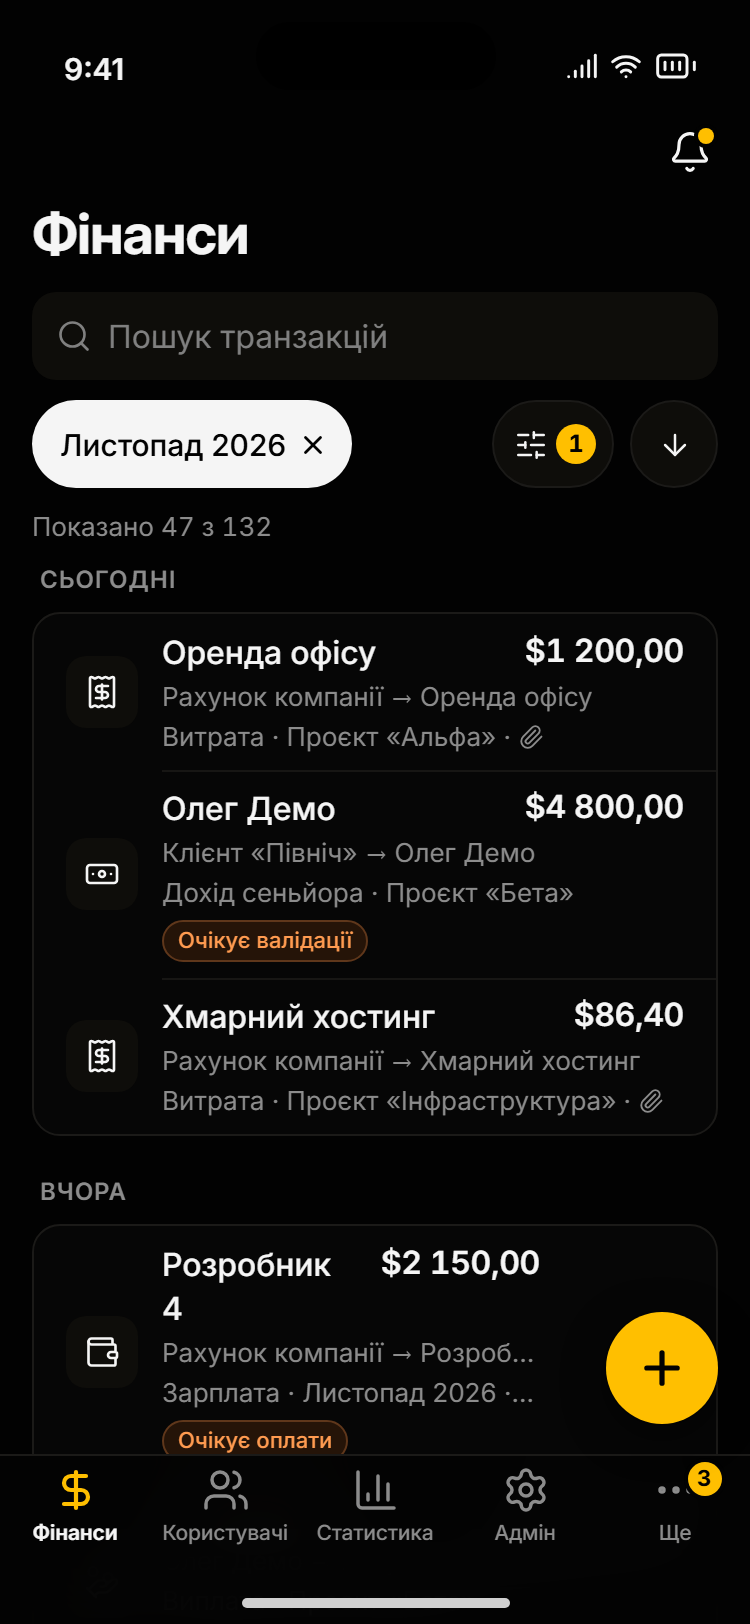 9:41
Фінанси
Пошук транзакцій
Листопад 2026
1
Показано 47 з 132
СЬОГОДНІ
Оренда офісу $1 200,00
Рахунок компанії → Оренда офісу
Витрата · Проєкт «Альфа» ·
Олег Демо $4 800,00
Клієнт «Північ» → Олег Демо
Дохід сеньйора · Проєкт «Бета»
Очікує валідації
Хмарний хостинг $86,40
Рахунок компанії → Хмарний хостинг
Витрата · Проєкт «Інфраструктура» ·
ВЧОРА
Розробник $2 150,00
4
Рахунок компанії → Розроб...
Зарплата · Листопад 2026 ·...
Очікує оплати
3
Фінанси Користувачі Статистика Адмін Ще